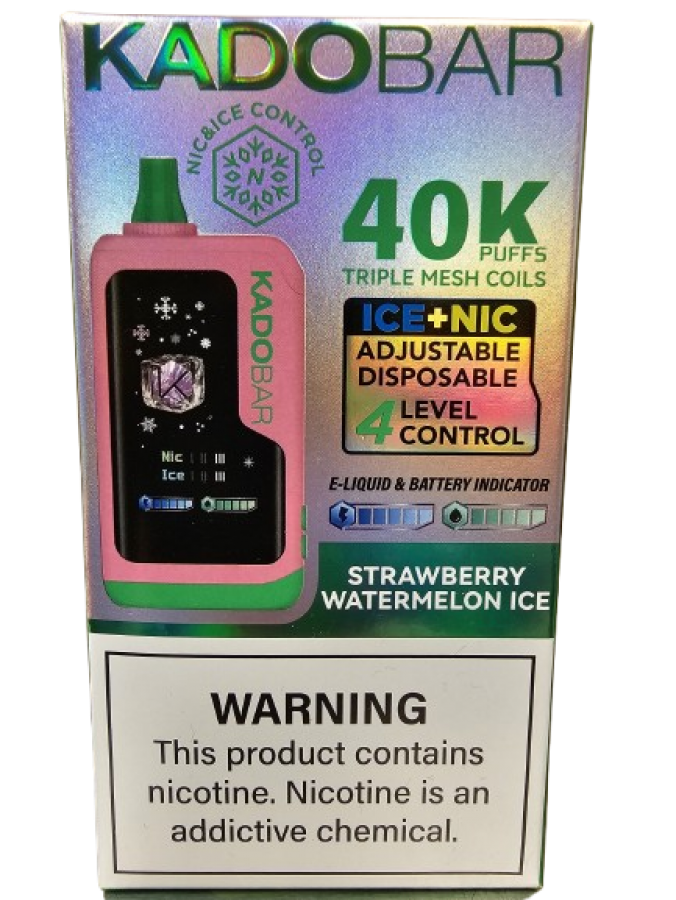 KADOBAR
NIC&ICE CONTROL
N
40K
PUFFS
TRIPLE MESH COILS
KADOBAR
K
Nic
Ice
ICE+NIC
ADJUSTABLE
DISPOSABLE
4 LEVEL
CONTROL
E-LIQUID & BATTERY INDICATOR
STRAWBERRY
WATERMELON ICE
WARNING
This product contains
nicotine. Nicotine is an
addictive chemical.